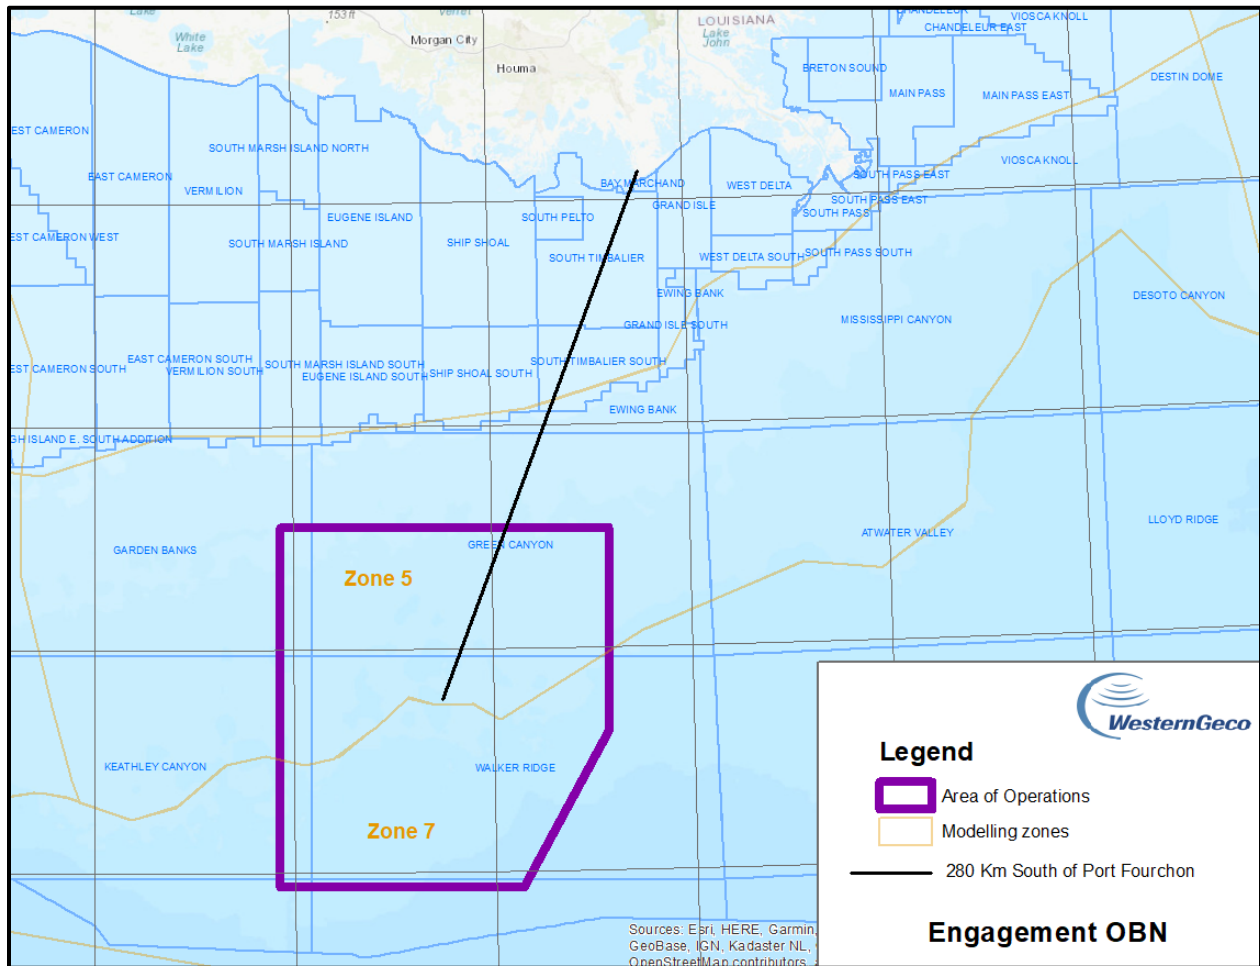 Lake
153 ft
Verret
LOUISIANA
VIOSCA KNOLL
CHANDELEUR EAST
White
Lake
Morgan City
Lake
John
Houma
BRETON SOUND
DESTIN DOME
MAIN PASS
MAIN PASS EAST
EAST CAMERON
SOUTH MARSH ISLAND NORTH
VIOSCA KNOLL
EAST CAMERON
VERMILION
BAY MARCHAND
WEST DELTA
SOUTH PASS EAST
GRAND ISLE
SOUTH PASS EAST
EUGENE ISLAND
SOUTH PELTO
SOUTH PASS
EST CAMERON WEST
SOUTH MARSH ISLAND
SHIP SHOAL
SOUTH TIMBALIER
WEST DELTA SOUTH
SOUTH PASS SOUTH
EWING BANK
DESOTO CANYON
GRAND ISLE SOUTH
MISSISSIPPI CANYON
EAST CAMERON SOUTH
EST CAMERON SOUTH
VERMILION SOUTH
SOUTH MARSH ISLAND SOUTH
EUGENE ISLAND SOUTH
SHIP SHOAL SOUTH
SOUTH TIMBALIER SOUTH
EWING BANK
GH ISLAND E. SOUTH ADDITION
GARDEN BANKS
GREEN CANYON
ATWATER VALLEY
LLOYD RIDGE
Zone 5
KEATHLEY CANYON
WALKER RIDGE
Zone 7
WesternGeco
Legend
Area of Operations
Modelling zones
280 Km South of Port Fourchon
Engagement OBN
Sources: Esri, HERE, Garmin,
GeoBase, IGN, Kadaster NL,
OpenStreetMap contributors,